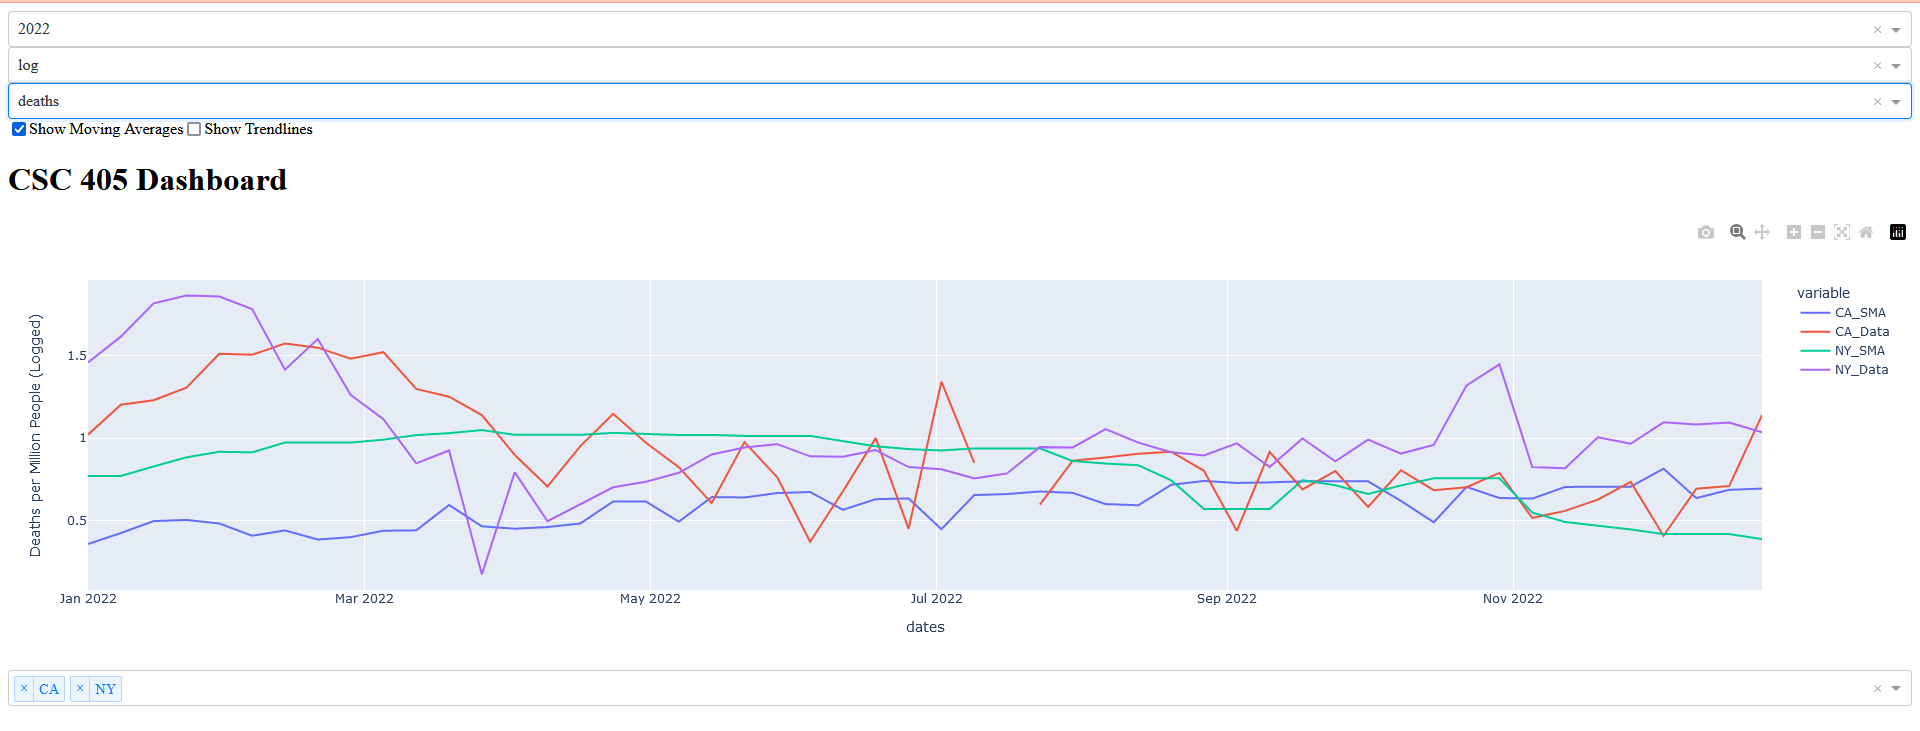 2022
log
deaths
Show Moving Averages Show Trendlines
CSC 405 Dashboard
Deaths per Million People (Logged)
1.5
1
0.5
Jan 2022 Mar 2022 May 2022 Jul 2022 Sep 2022 Nov 2022
dates
variable
CA_SMA
CA_Data
NY_SMA
NY_Data
× CA × NY